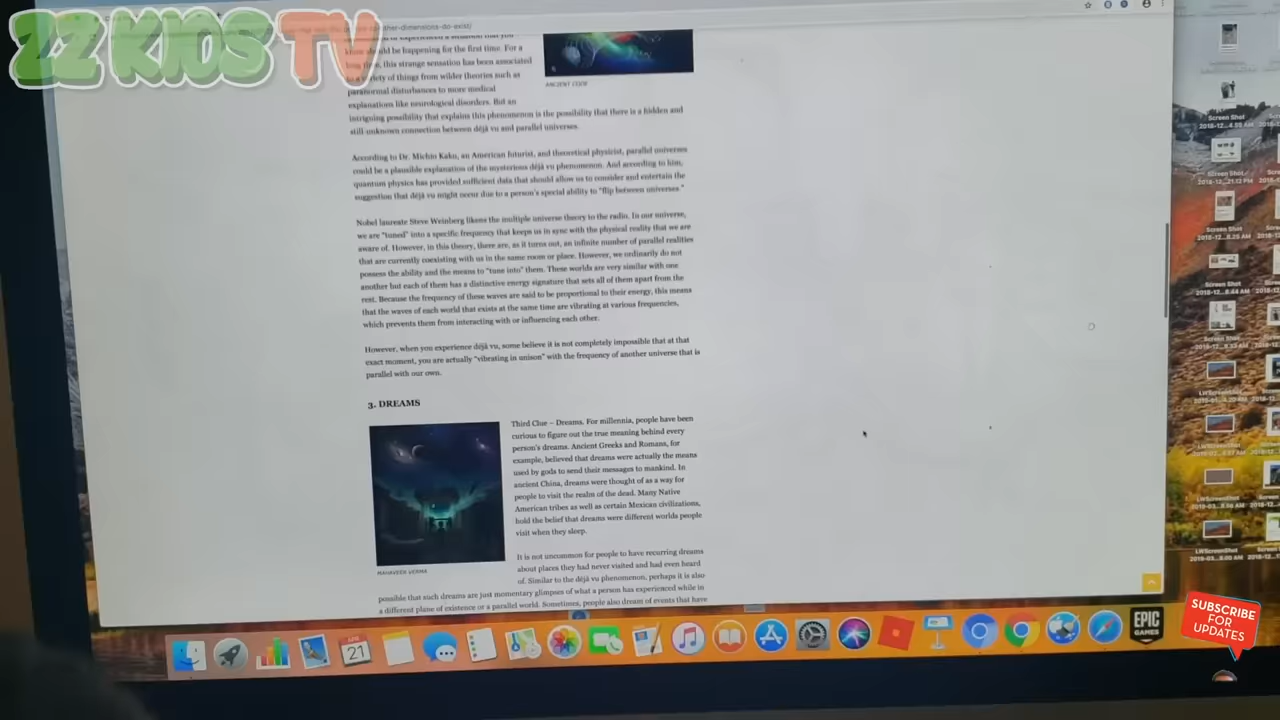 ZZ KIDS TV
ther-dimensions-do-exist/
be happening for the first time. For a
this strange sensation has been associated
variety of things from wilder theories such as
paranormal disturbances to more medical
explanations like neurological disorders. But an
intriguing possibility that explains this phenomenon is the possibility that there is a hidden and
still-unknown connection between déjà vu and parallel universes.
ANCIENT CODE
According to Dr. Michio Kaku, an American futurist, and theoretical physicist, parallel universes
could be a plausible explanation of the mysterious déjà vu phenomenon. And according to him,
quantum physics has provided sufficient data that should allow us to consider and entertain the
suggestion that déjà vu might occur due to a person's special ability to "flip between universes."
Nobel laureate Steve Weinberg likens the multiple universe theory to the radio. In our universe,
we are "tuned" into a specific frequency that keeps us in sync with the physical reality that we are
aware of. However, in this theory, there are, as it turns out, an infinite number of parallel realities
that are currently coexisting with us in the same room or place. However, we ordinarily do not
possess the ability and the means to "tune into" them. These worlds are very similar with one
another but each of them has a distinctive energy signature that sets all of them apart from the
rest. Because the frequency of these waves are said to be proportional to their energy, this means
that the waves of each world that exists at the same time are vibrating at various frequencies,
which prevents them from interacting with or influencing each other.
However, when you experience déjà vu, some believe it is not completely impossible that at that
exact moment, you are actually "vibrating in unison" with the frequency of another universe that is
parallel with our own.
3. DREAMS
Third Clue – Dreams. For millennia, people have been
curious to figure out the true meaning behind every
person's dreams. Ancient Greeks and Romans, for
example, believed that dreams were actually the means
used by gods to send their messages to mankind. In
ancient China, dreams were thought of as a way for
people to visit the realm of the dead. Many Native
American tribes as well as certain Mexican civilizations,
hold the belief that dreams were different worlds people
visit when they sleep.
MAHAVEER VERMA
It is not uncommon for people to have recurring dreams
about places they had never visited and had even heard
of. Similar to the déjà vu phenomenon, perhaps it is also
possible that such dreams are just momentary glimpses of what a person has experienced while in
a different plane of existence or a parallel world. Sometimes, people also dream of events that have
Screen Shot
Screen Shot
Screen Shot
Screen Shot
LWScreenShot
LWScreenShot
LWScreenShot
LWScreenShot
APR
21
EPIC
GAMES
SUBSCRIBE
FOR
UPDATES